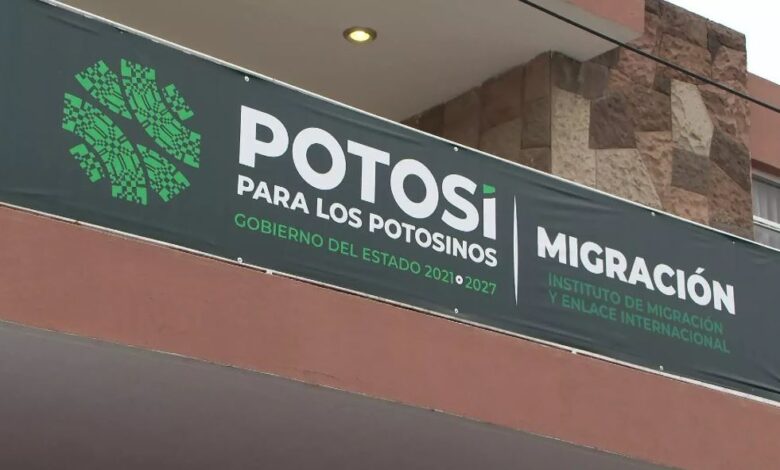 POTOSÍ
PARA LOS POTOSINOS
GOBIERNO DEL ESTADO 2021 2027
MIGRACIÓN
INSTITUTO DE MIGRACIÓN
Y ENLACE INTERNACIONAL